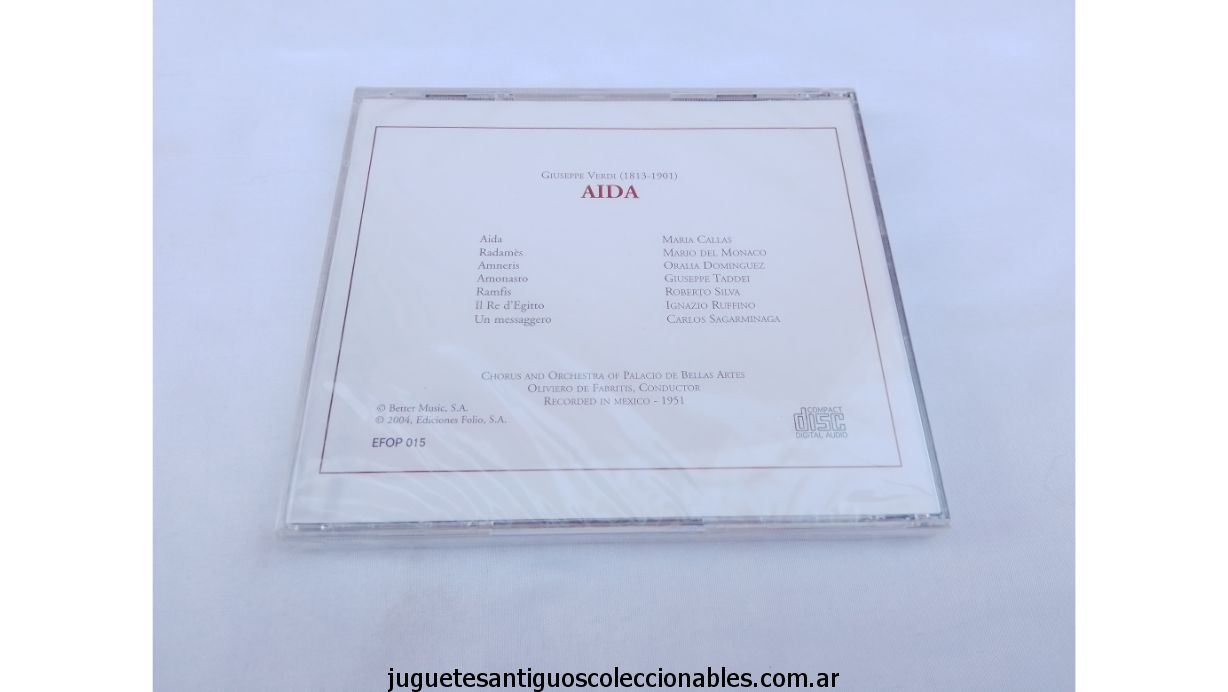 GIUSEPPE VERDI (1813-1901)
AIDA
Aida MARIA CALLAS
Radamès MARIO DEL MONACO
Amneris ORALIA DOMINGUEZ
Amonasro GIUSEPPE TADDEI
Ramfis ROBERTO SILVA
Il Re d'Egitto IGNAZIO RUFFINO
Un messaggero CARLOS SAGARMINAGA
CHORUS AND ORCHESTRA OF PALACIO DE BELLAS ARTES
OLIVIERO DE FABRITIS, CONDUCTOR
RECORDED IN MEXICO - 1951
© Better Music, S.A.
© 2004, Ediciones Folio, S.A.
EFOP 015
COMPACT
disc
DIGITAL AUDIO
juguetesantiguoscoleccionables.com.ar